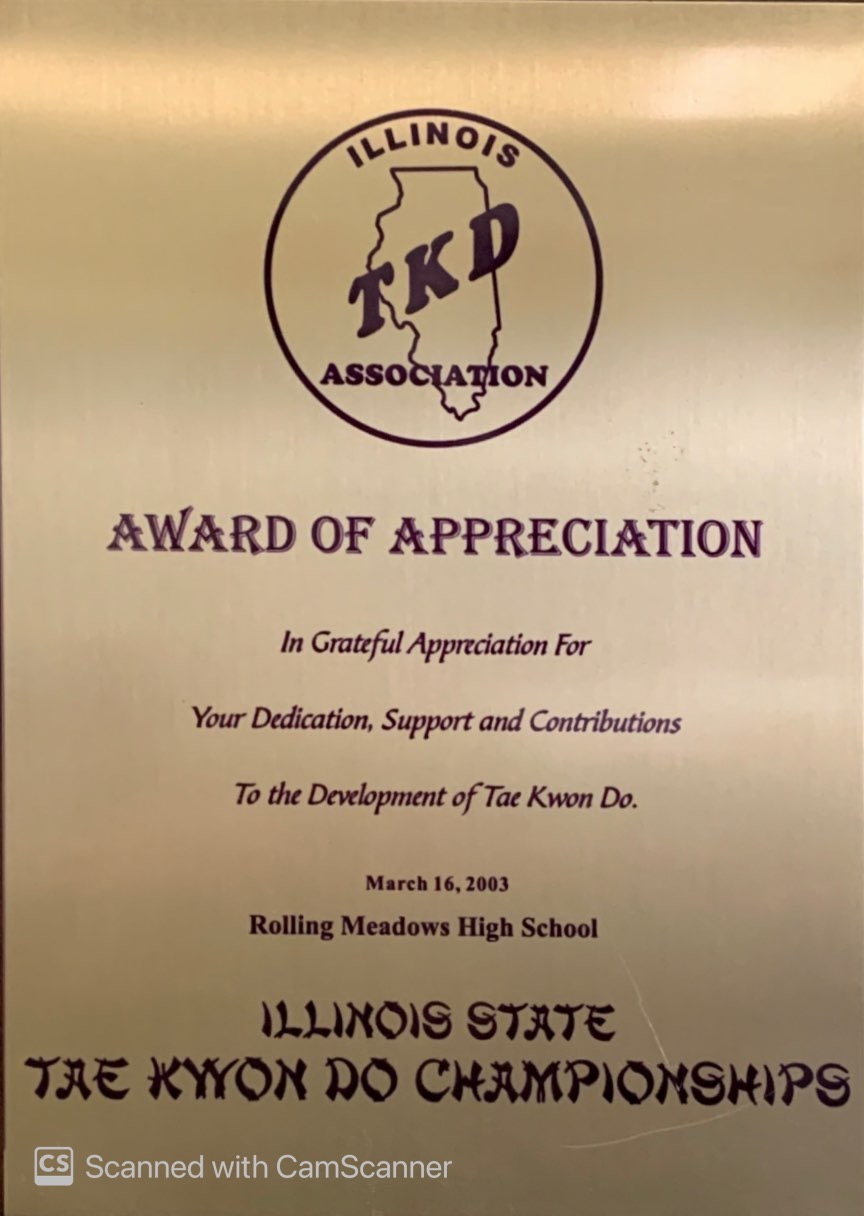 ILLINOIS
TKD
ASSOCIATION
AWARD OF APPRECIATION
In Grateful Appreciation For
Your Dedication, Support and Contributions
To the Development of Tae Kwon Do.
March 16, 2003
Rolling Meadows High School
ILLINOIS STATE
TAE KWON DO CHAMPIONSHIPS
CS Scanned with CamScanner